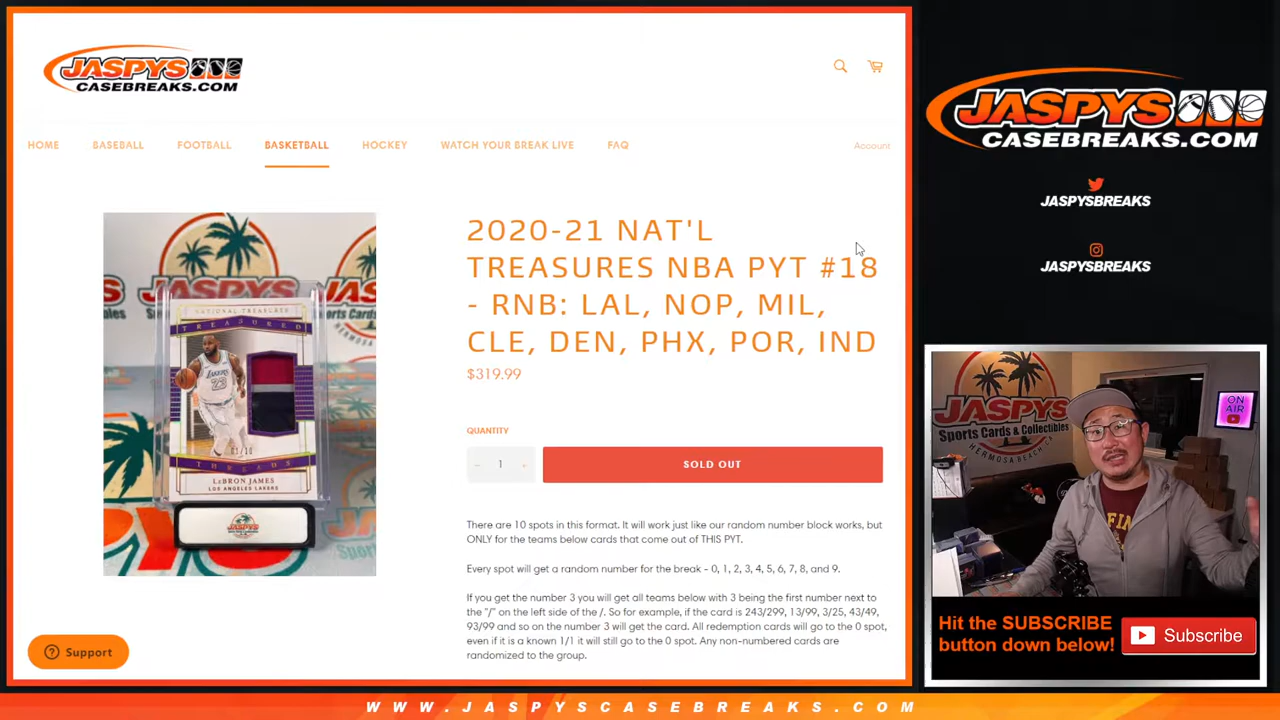 JASPYS
CASEBREAKS.COM
HOME
BASEBALL
FOOTBALL
BASKETBALL
HOCKEY
WATCH YOUR BREAK LIVE
FAQ
Account
2020-21 NAT'L
TREASURES NBA PYT #18
- RNB: LAL, NOP, MIL,
CLE, DEN, PHX, POR, IND
$319.99
QUANTITY
− 1 +
SOLD OUT
There are 10 spots in this format. It will work just like our random number block works, but
ONLY for the teams below cards that come out of THIS PYT.
Every spot will get a random number for the break - 0, 1, 2, 3, 4, 5, 6, 7, 8, and 9.
If you get the number 3 you will get all teams below with 3 being the first number next to
the "/" on the left side of the /. So for example, if the card is 243/299, 13/99, 3/25, 43/49,
93/99 and so on the number 3 will get the card. All redemption cards will go to the 0 spot,
even if it is a known 1/1 it will still go to the 0 spot. Any non-numbered cards are
randomized to the group.
NATIONAL TREASURES
TREASURED
THREADS
LEBRON JAMES
LOS ANGELES LAKERS
Support
JASPYS
CASEBREAKS.COM
JASPYSBREAKS
JASPYSBREAKS
JASPYS
Sports Cards & Collectibles
HERMOSA BEACH
ON
AIR
Hit the SUBSCRIBE
button down below!
Subscribe
WWW.JASPYSCASEBREAKS.COM